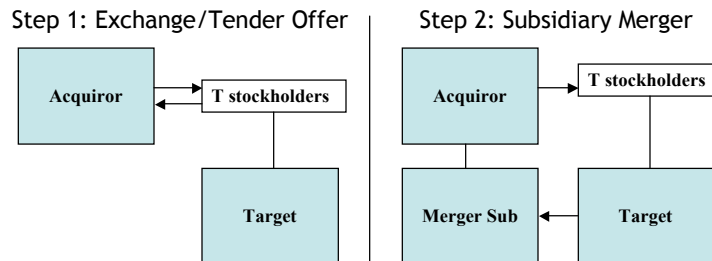 Step 1: Exchange/Tender Offer
Acquiror
T stockholders
Target
Step 2: Subsidiary Merger
Acquiror
T stockholders
Merger Sub
Target